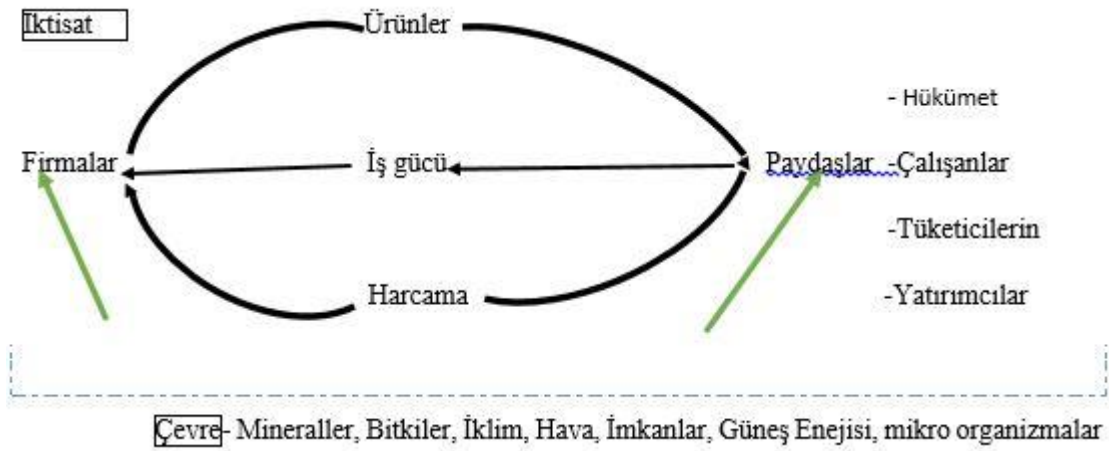 Iktisat
Ürünler
- Hükümet
Firmalar
İş gücü
Paydaşlar -Çalışanlar
-Tüketicilerin
Harcama
-Yatırımcılar
Çevre- Mineraller, Bitkiler, İklim, Hava, İmkanlar, Güneş Enejisi, mikro organizmalar